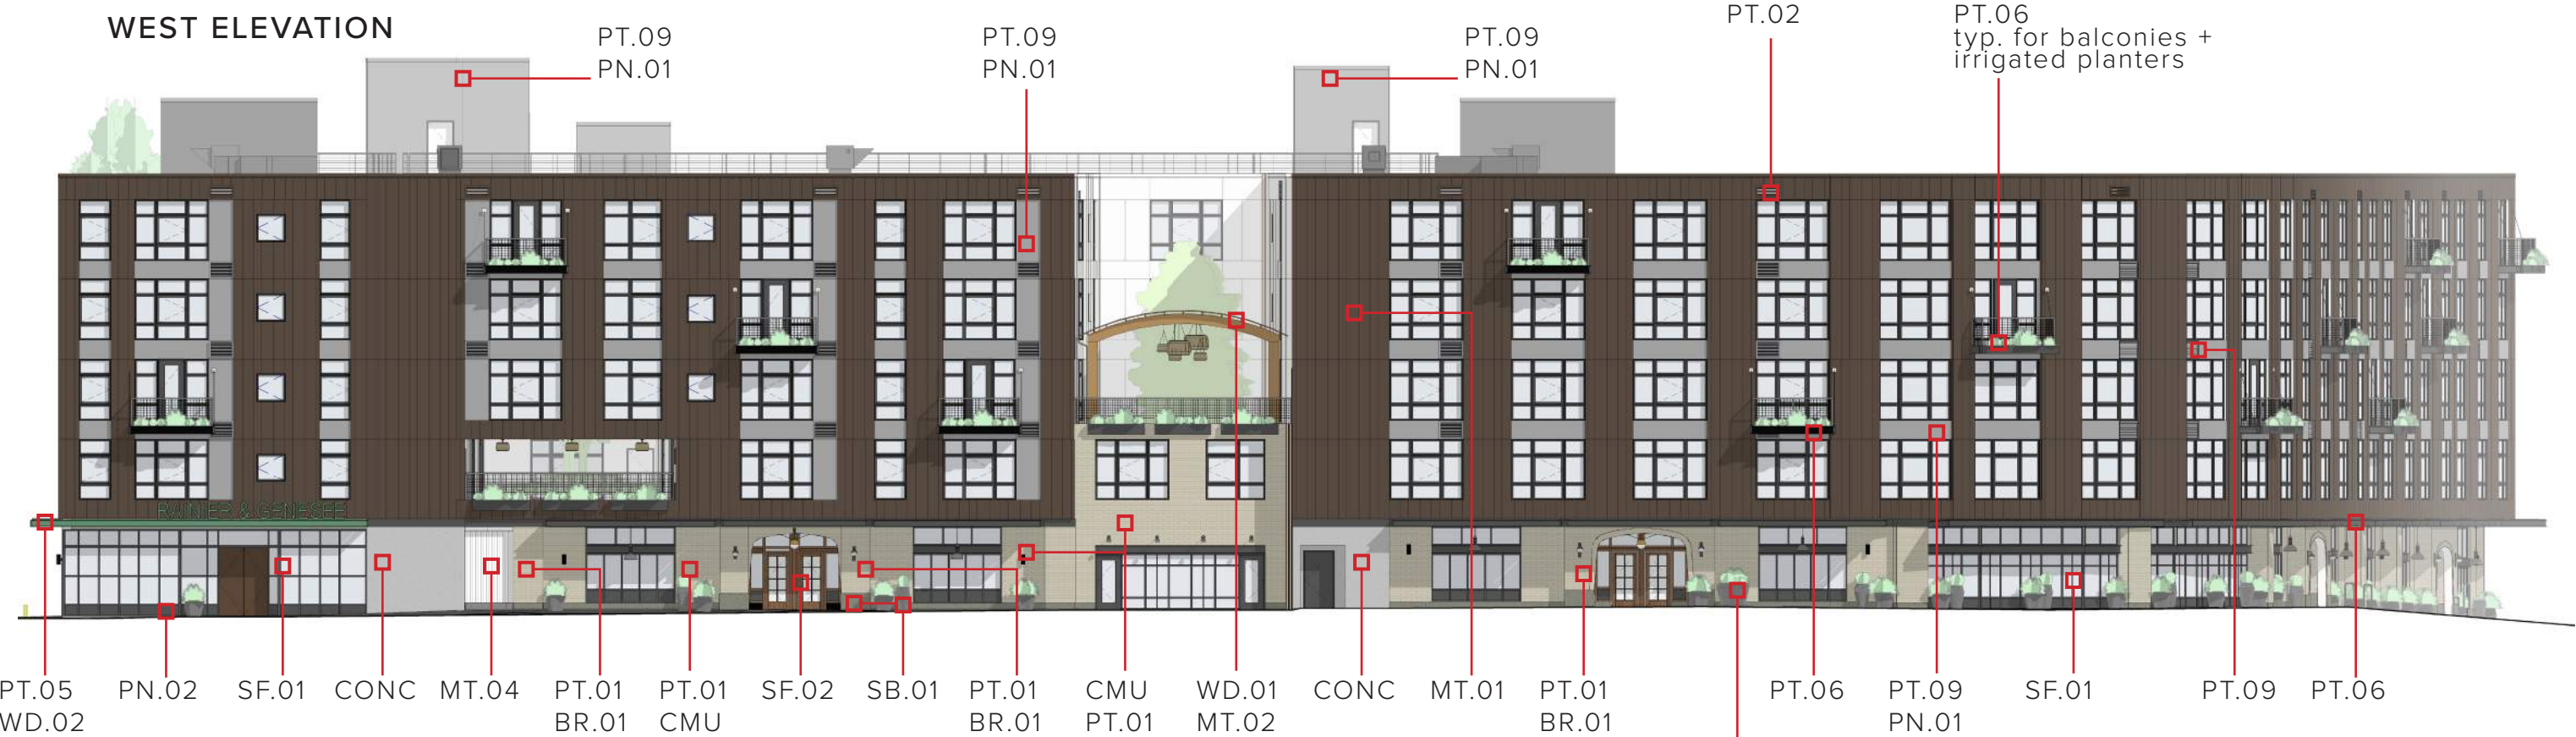 WEST ELEVATION
PT.09
PN.01
PT.09
PN.01
PT.09
PN.01
PT.02
PT.06
typ. for balconies +
irrigated planters
RAINIER & GENESEE
PT.05
WD.02
PN.02
SF.01
CONC
MT.04
PT.01
BR.01
PT.01
CMU
SF.02
SB.01
PT.01
BR.01
CMU
PT.01
WD.01
MT.02
CONC
MT.01
PT.01
BR.01
PT.06
PT.09
PN.01
SF.01
PT.09
PT.06